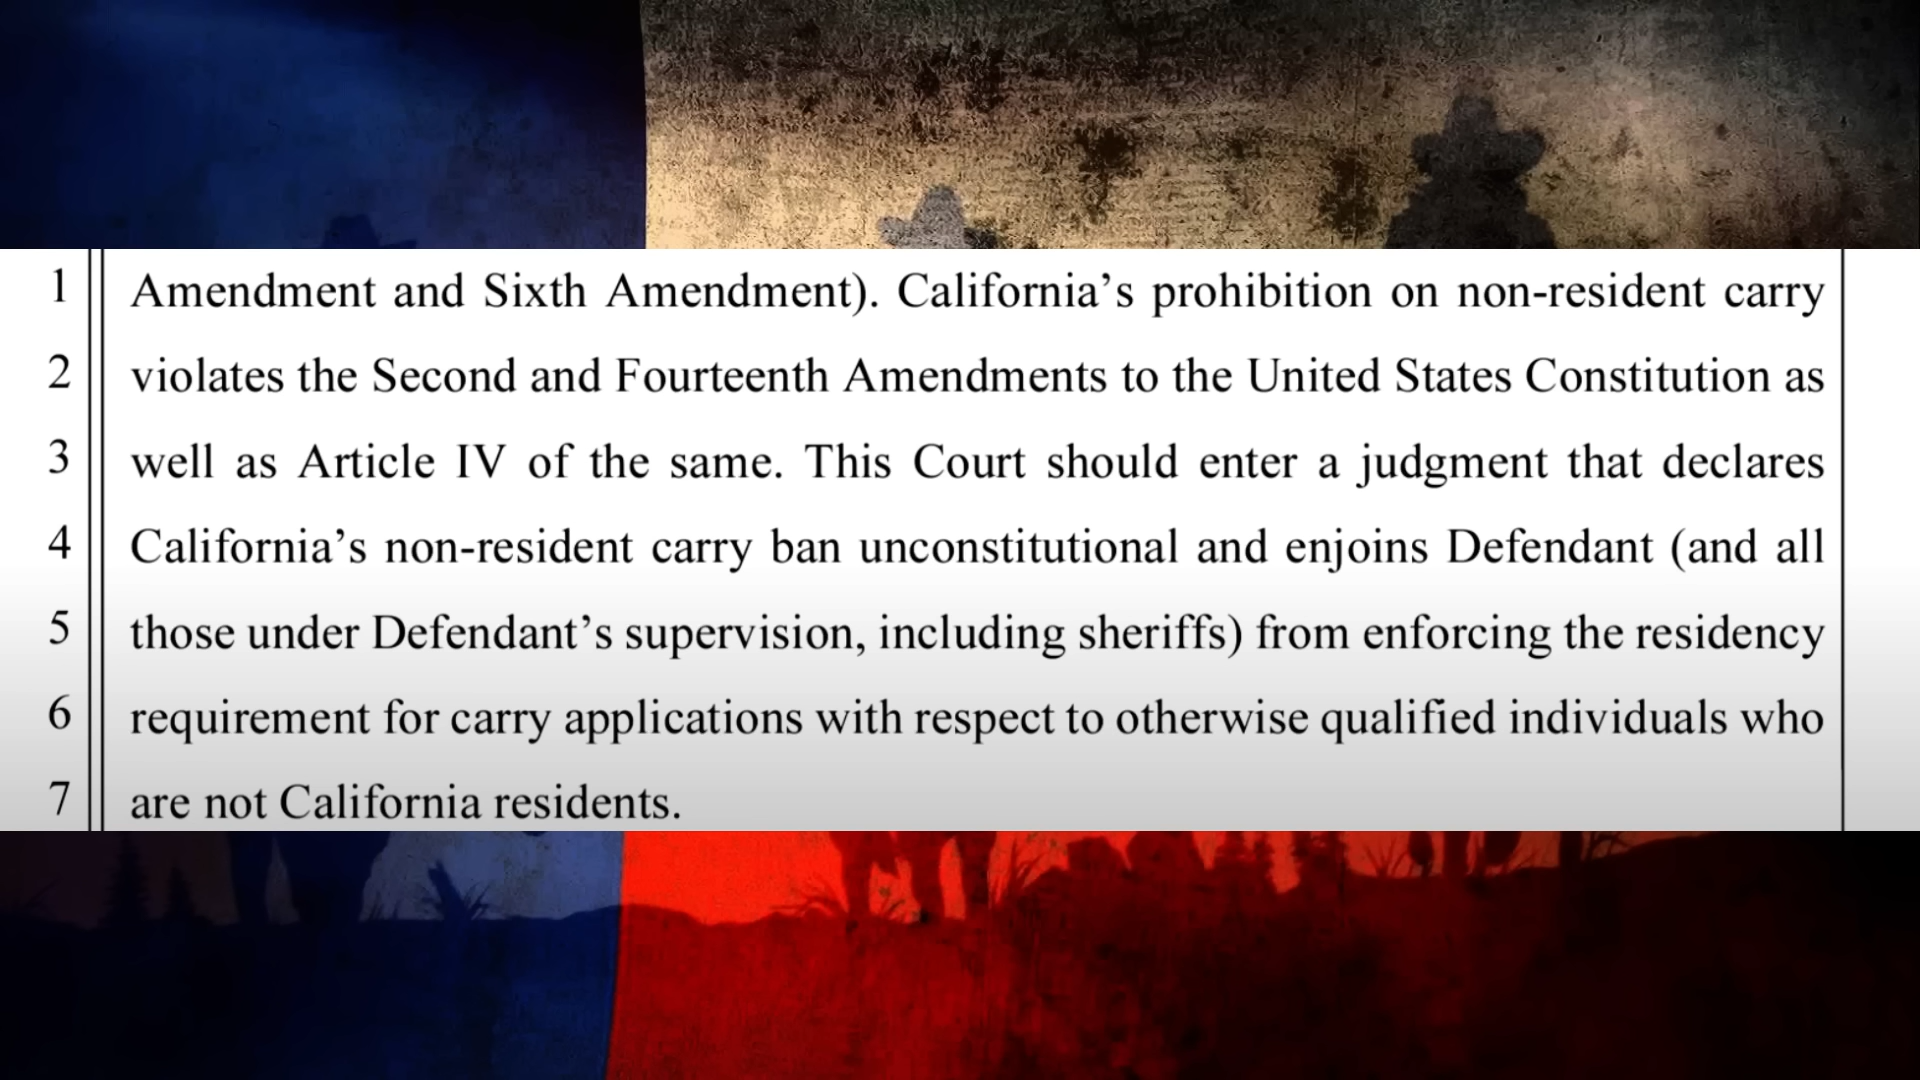 1 Amendment and Sixth Amendment). California’s prohibition on non-resident carry
2 violates the Second and Fourteenth Amendments to the United States Constitution as
3 well as Article IV of the same. This Court should enter a judgment that declares
4 California’s non-resident carry ban unconstitutional and enjoins Defendant (and all
5 those under Defendant’s supervision, including sheriffs) from enforcing the residency
6 requirement for carry applications with respect to otherwise qualified individuals who
7 are not California residents.